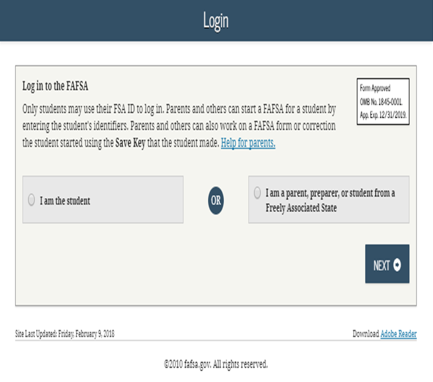 Login
Log in to the FAFSA
Form Approved
OMB No. 1845-0001
App. Exp. 12/31/2019
Only students may use their FSA ID to log in. Parents and others can start a FAFSA for a student by
entering the student's identifiers. Parents and others can also work on a FAFSA form or correction
the student started using the Save Key that the student made. Help for parents.
I am the student
OR
I am a parent, preparer, or student from a
Freely Associated State
NEXT
Site Last Updated: Friday, February 9, 2018
Download Adobe Reader
©2010 fafsa.gov. All rights reserved.